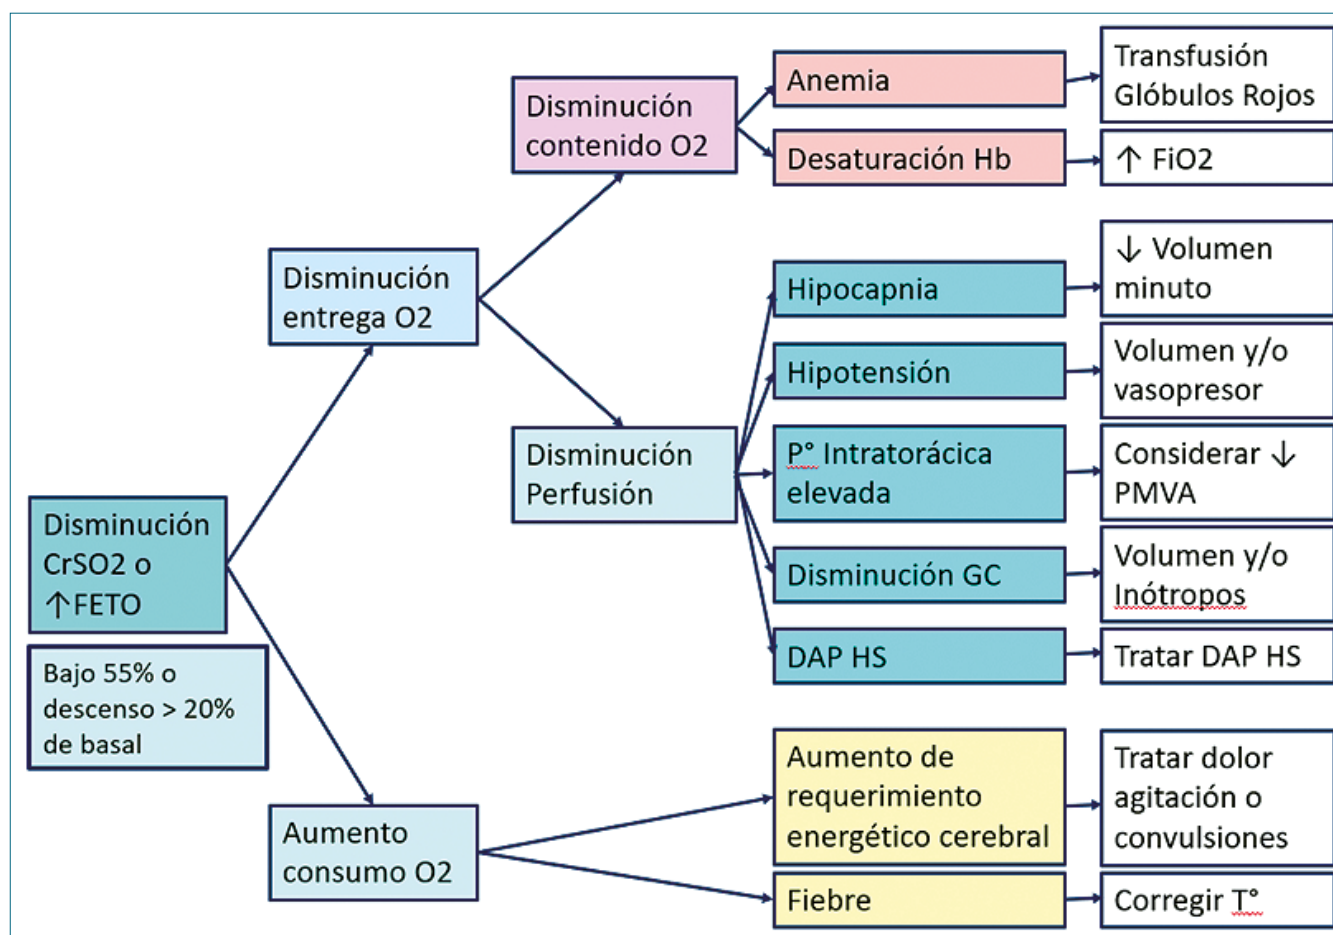 Disminución
CrSO2 o
↑FETO
Bajo 55% o
descenso > 20%
de basal
Disminución
entrega O2
Disminución
contenido O2
Anemia
Transfusión
Glóbulos Rojos
Desaturación Hb
↑ FiO2
Disminución
Perfusión
Hipocapnia
↓ Volumen
minuto
Hipotensión
Volumen y/o
vasopresor
P° Intratorácica
elevada
Considerar ↓
PMVA
Disminución GC
Volumen y/o
Inótropos
DAP HS
Tratar DAP HS
Aumento
consumo O2
Aumento de
requerimiento
energético cerebral
Tratar dolor
agitación o
convulsiones
Fiebre
Corregir T°